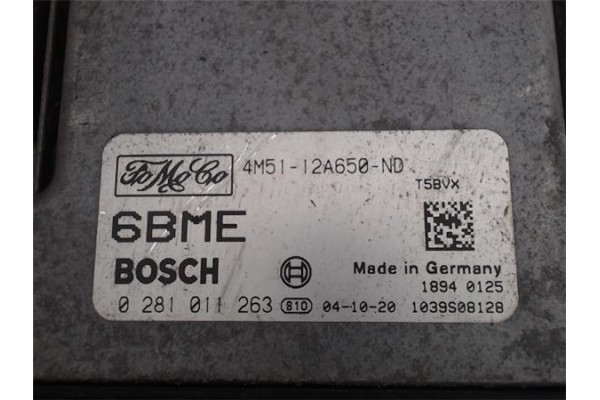 FoMoCo 4M51-12A650-ND
T5BVX
6BME
BOSCH Made in Germany
1894 0125
0 281 011 263 810 04-10-20 1039S08128